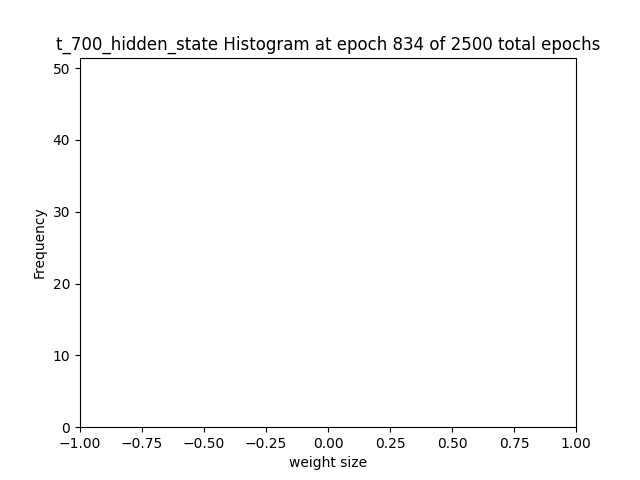 t_700_hidden_state Histogram at epoch 834 of 2500 total epochs
50
40
30
20
10
0
Frequency
−1.00 −0.75 −0.50 −0.25 0.00 0.25 0.50 0.75 1.00
weight size